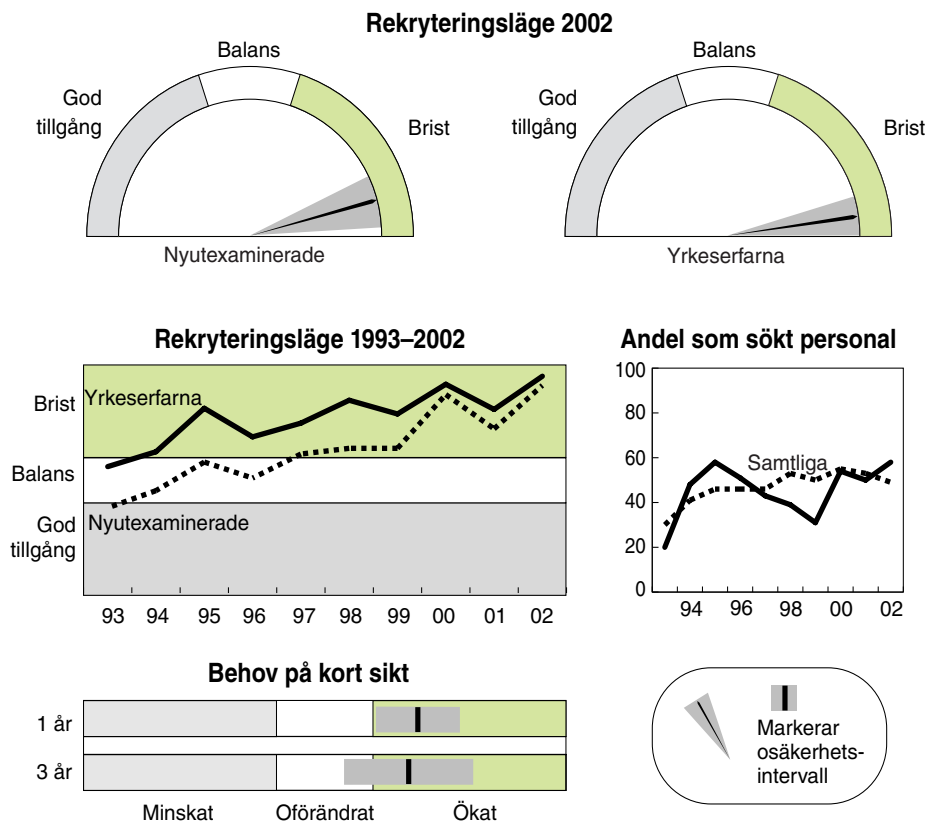 Rekryteringsläge 2002
Balans
God
tillgång
Brist
Nyutexaminerade
Balans
God
tillgång
Brist
Yrkeserfarna
Rekryteringsläge 1993–2002
Brist
Balans
God
tillgång
Yrkeserfarna
Nyutexaminerade
93 94 95 96 97 98 99 00 01 02
Andel som sökt personal
100
80
60
40
20
0
Samtliga
94 96 98 00 02
Behov på kort sikt
1 år
3 år
Minskat Oförändrat Ökat
Markerar
osäkerhets-
intervall